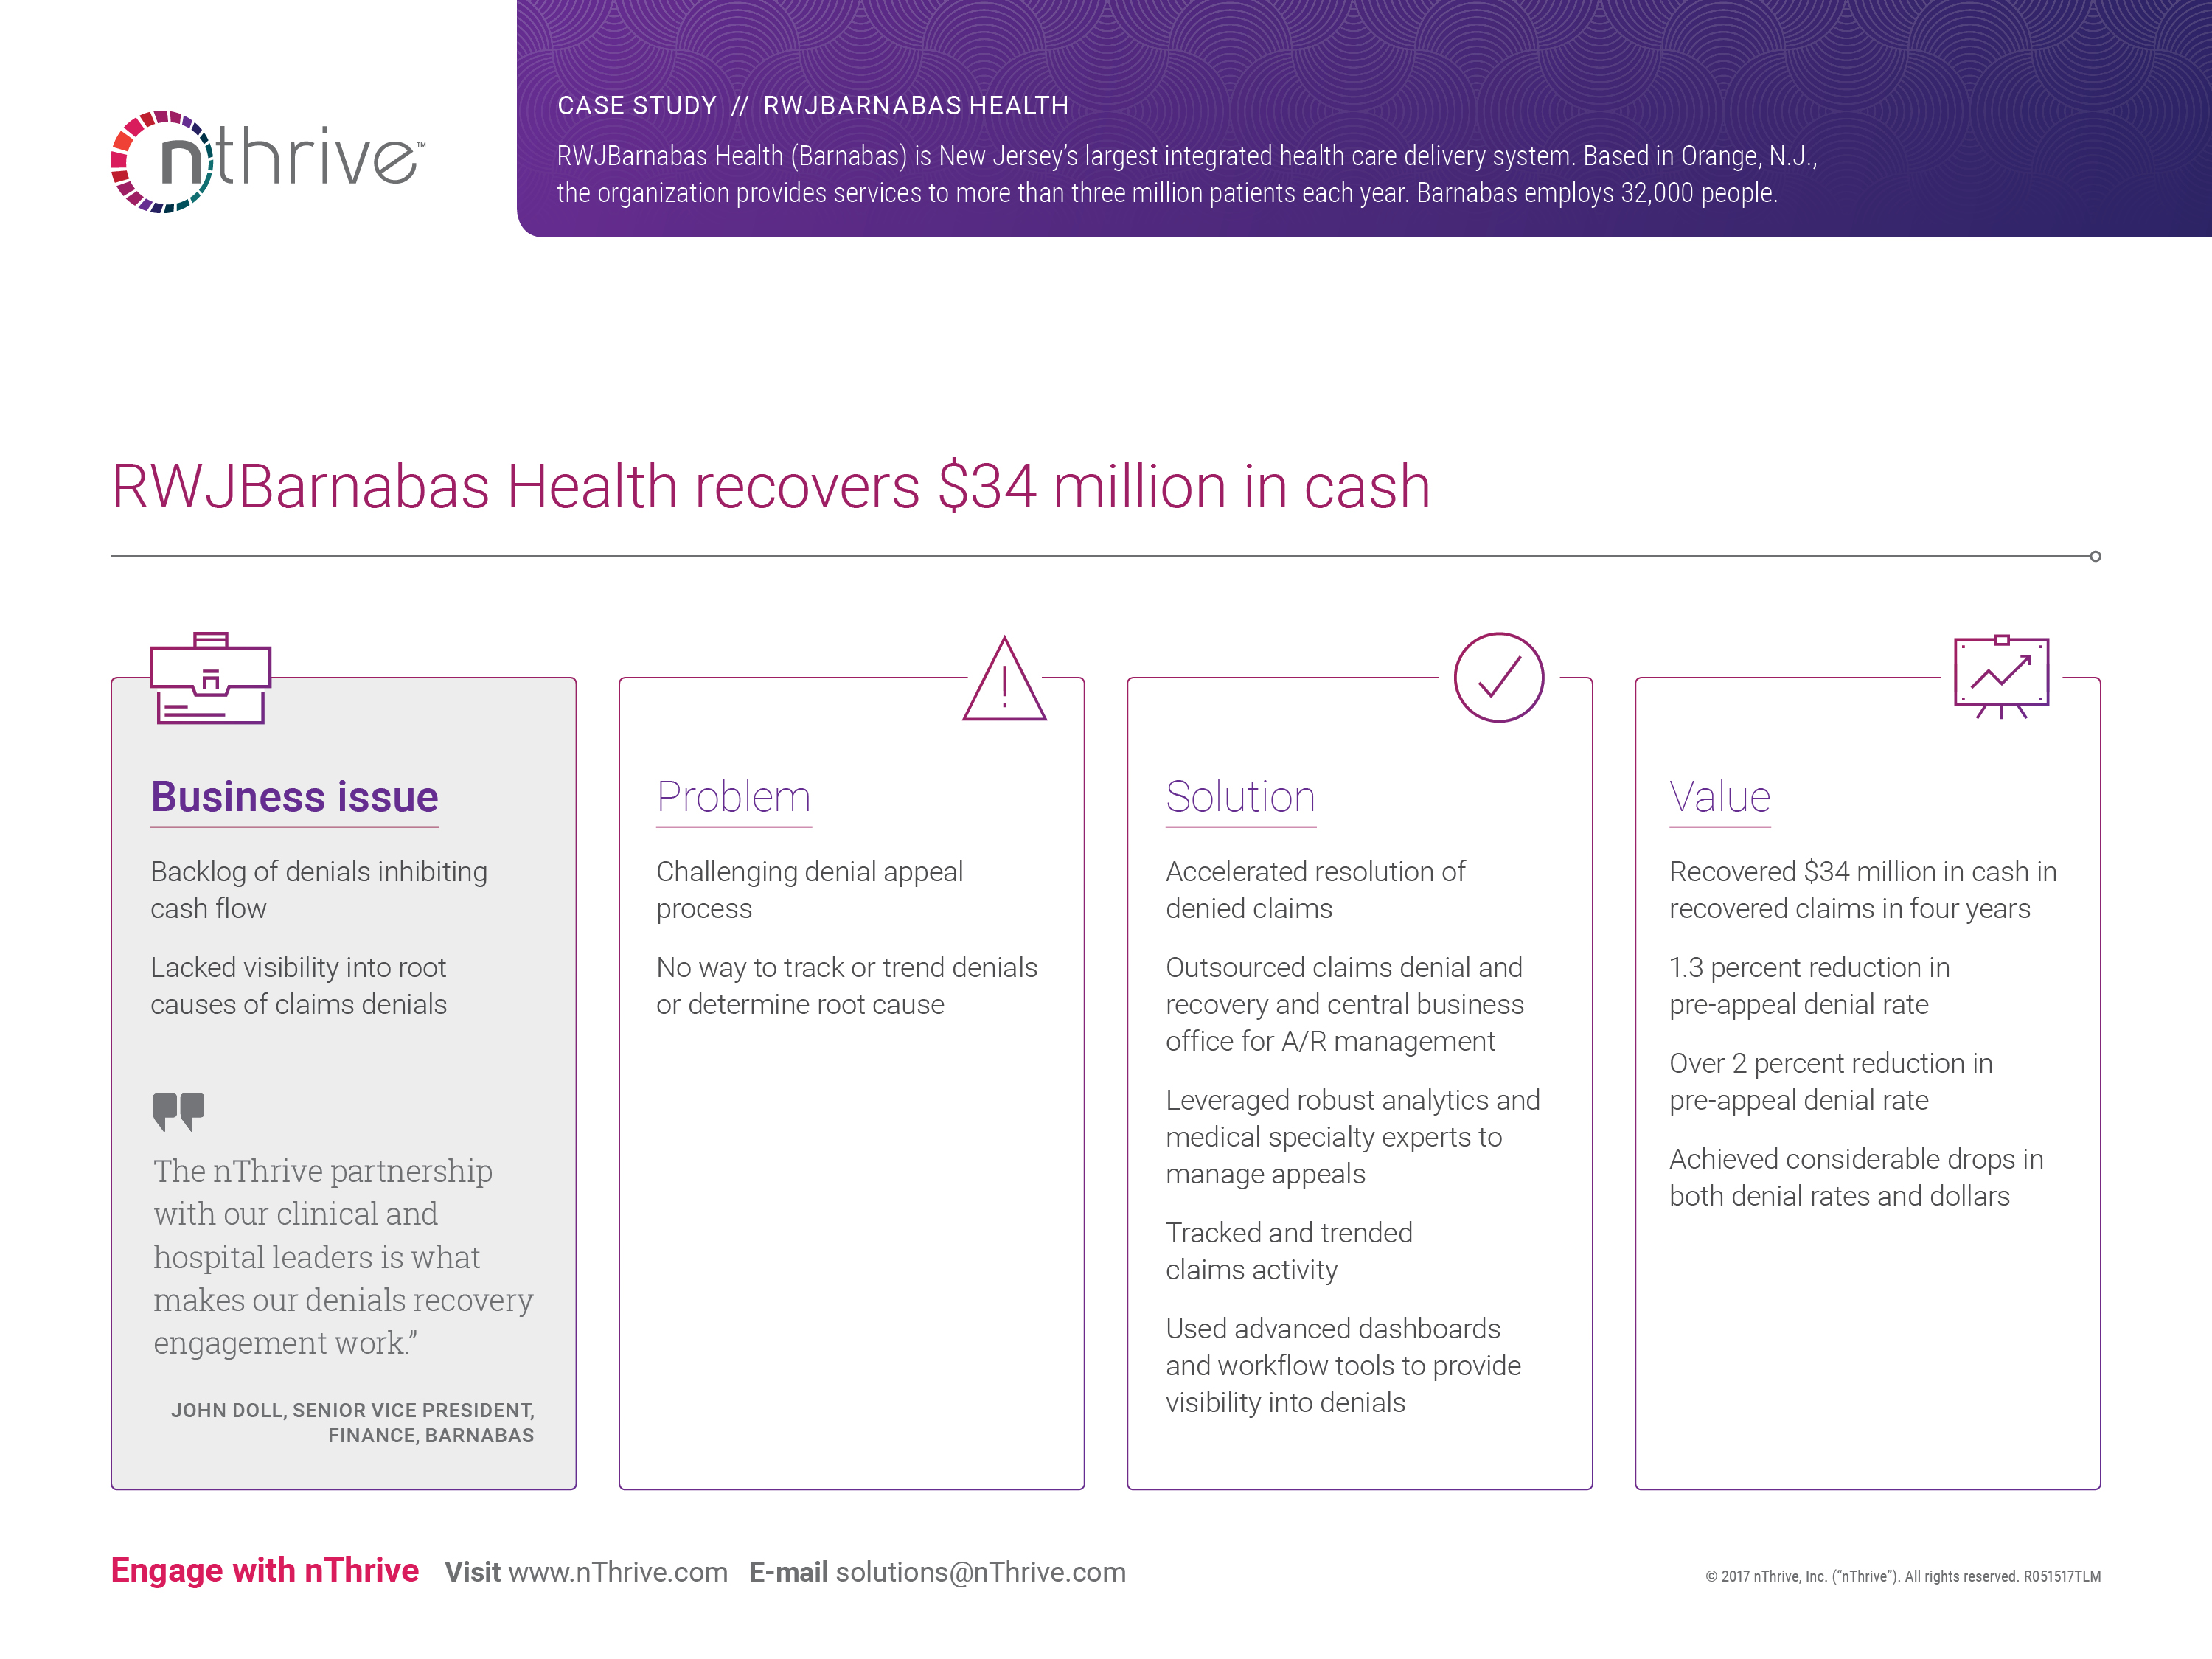 nthrive™
CASE STUDY // RWJBARNABAS HEALTH
RWJBarnabas Health (Barnabas) is New Jersey’s largest integrated health care delivery system. Based in Orange, N.J.,
the organization provides services to more than three million patients each year. Barnabas employs 32,000 people.
RWJBarnabas Health recovers $34 million in cash
Business issue
Backlog of denials inhibiting
cash flow
Lacked visibility into root
causes of claims denials
The nThrive partnership
with our clinical and
hospital leaders is what
makes our denials recovery
engagement work.”
JOHN DOLL, SENIOR VICE PRESIDENT,
FINANCE, BARNABAS
Problem
Challenging denial appeal
process
No way to track or trend denials
or determine root cause
Solution
Accelerated resolution of
denied claims
Outsourced claims denial and
recovery and central business
office for A/R management
Leveraged robust analytics and
medical specialty experts to
manage appeals
Tracked and trended
claims activity
Used advanced dashboards
and workflow tools to provide
visibility into denials
Value
Recovered $34 million in cash in
recovered claims in four years
1.3 percent reduction in
pre-appeal denial rate
Over 2 percent reduction in
pre-appeal denial rate
Achieved considerable drops in
both denial rates and dollars
Engage with nThrive Visit www.nThrive.com E-mail solutions@nThrive.com
© 2017 nThrive, Inc. (“nThrive”). All rights reserved. R051517TLM